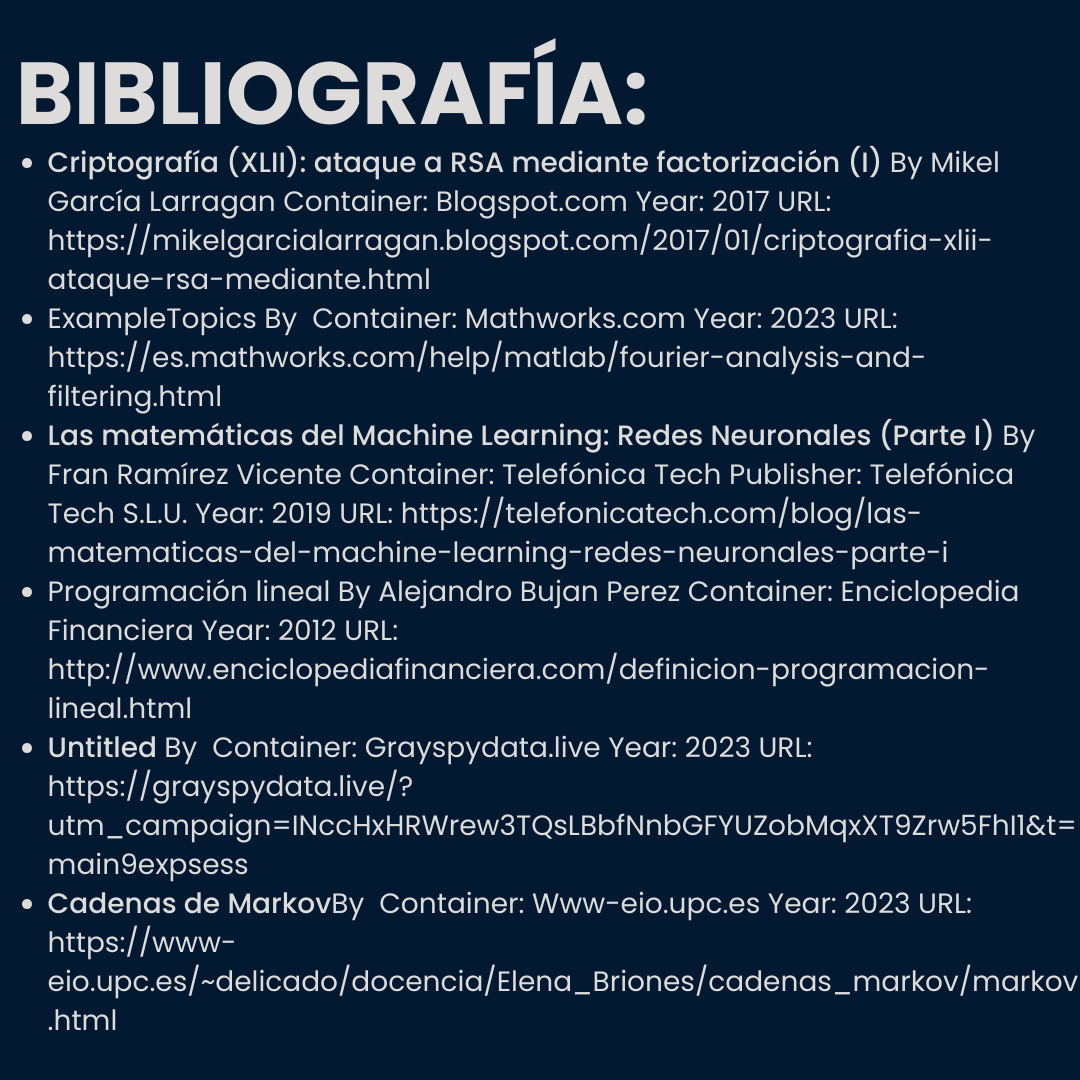 BIBLIOGRAFÍA:
• Criptografía (XLII): ataque a RSA mediante factorización (I) By Mikel
García Larragan Container: Blogspot.com Year: 2017 URL:
https://mikelgarcialarragan.blogspot.com/2017/01/criptografia-xlii-
ataque-rsa-mediante.html
• ExampleTopics By  Container: Mathworks.com Year: 2023 URL:
https://es.mathworks.com/help/matlab/fourier-analysis-and-
filtering.html
• Las matemáticas del Machine Learning: Redes Neuronales (Parte I) By
Fran Ramírez Vicente Container: Telefónica Tech Publisher: Telefónica
Tech S.L.U. Year: 2019 URL: https://telefonicatech.com/blog/las-
matematicas-del-machine-learning-redes-neuronales-parte-i
• Programación lineal By Alejandro Bujan Perez Container: Enciclopedia
Financiera Year: 2012 URL:
http://www.enciclopediafinanciera.com/definicion-programacion-
lineal.html
• Untitled By  Container: Grayspydata.live Year: 2023 URL:
https://grayspydata.live/?
utm_campaign=INccHxHRWrew3TQsLBbfNnbGFYUZobMqxXT9Zrw5FhI1&t=
main9expsess
• Cadenas de MarkovBy  Container: Www-eio.upc.es Year: 2023 URL:
https://www-
eio.upc.es/~delicado/docencia/Elena_Briones/cadenas_markov/markov
.html